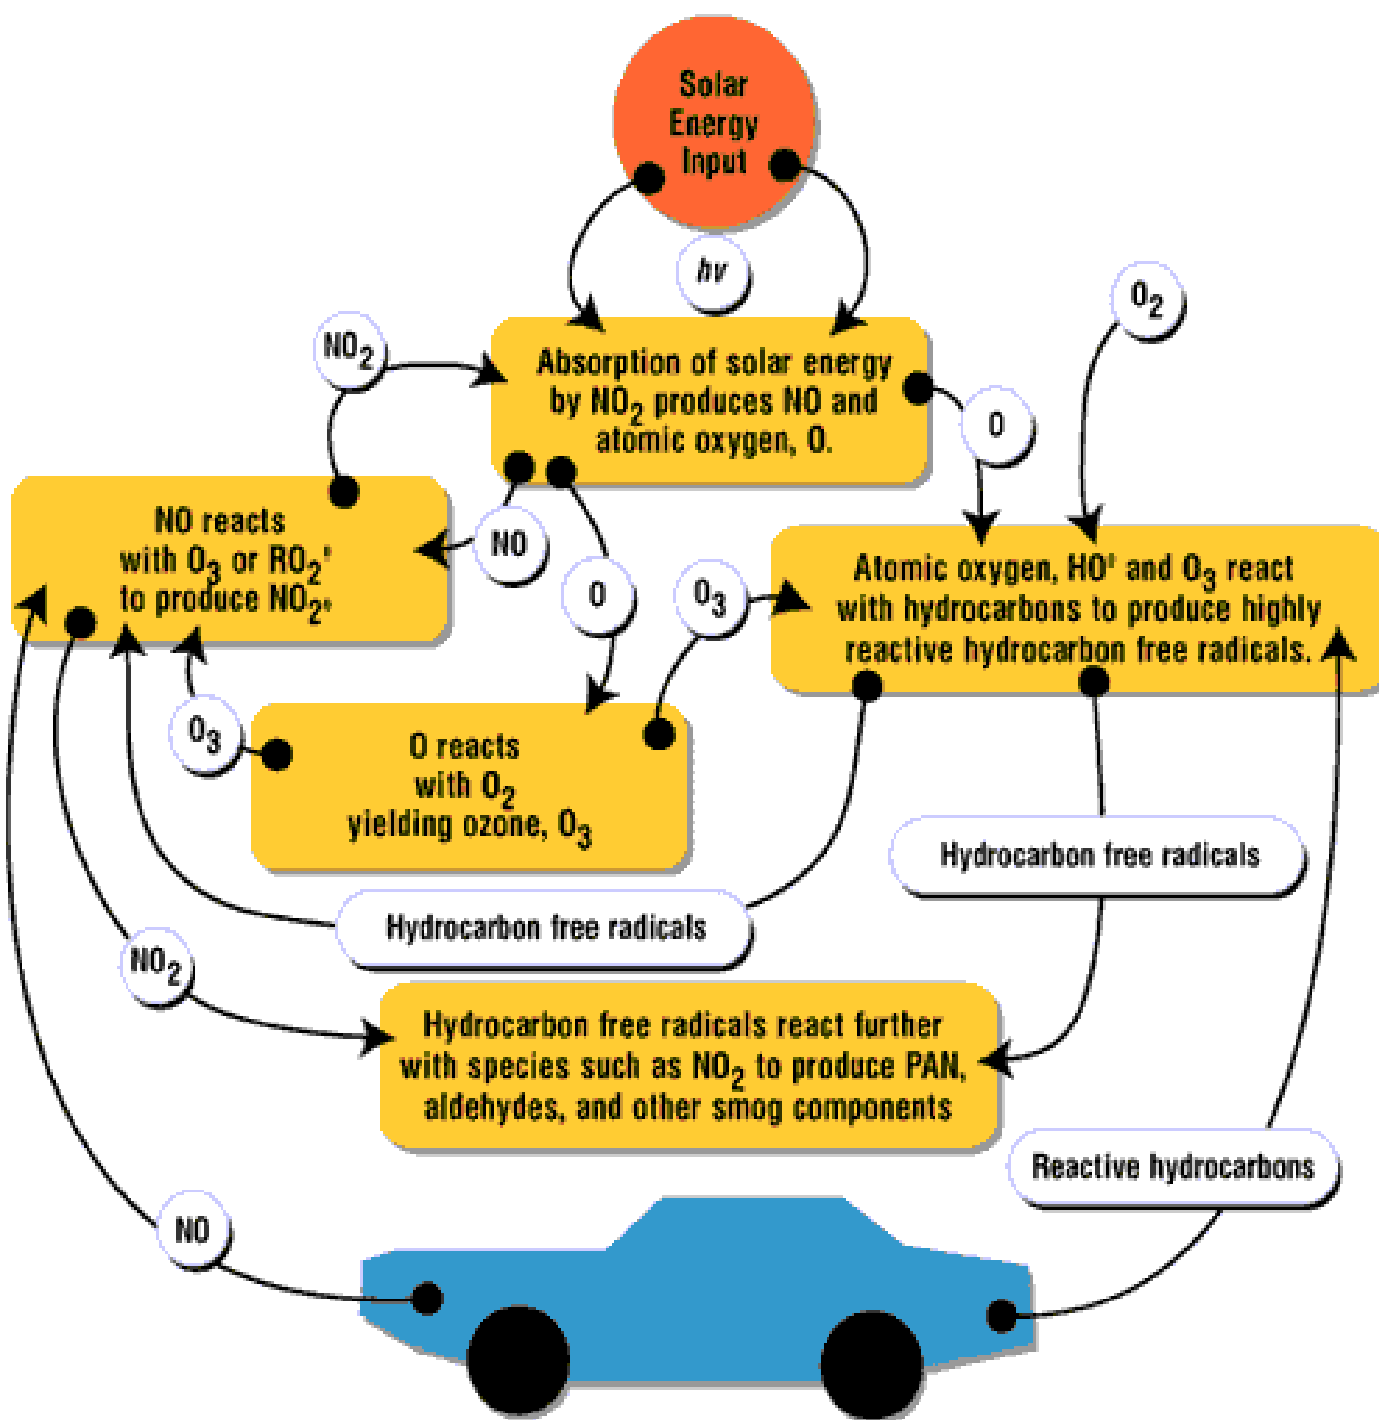 Solar
Energy
Input
hv
O2
NO2
Absorption of solar energy
by NO2 produces NO and
atomic oxygen, O.
O
NO reacts
with O3 or RO2•
to produce NO2•
NO
O
O3
Atomic oxygen, HO• and O3 react
with hydrocarbons to produce highly
reactive hydrocarbon free radicals.
O3
O reacts
with O2
yielding ozone, O3
Hydrocarbon free radicals
Hydrocarbon free radicals
NO2
Hydrocarbon free radicals react further
with species such as NO2 to produce PAN,
aldehydes, and other smog components
Reactive hydrocarbons
NO